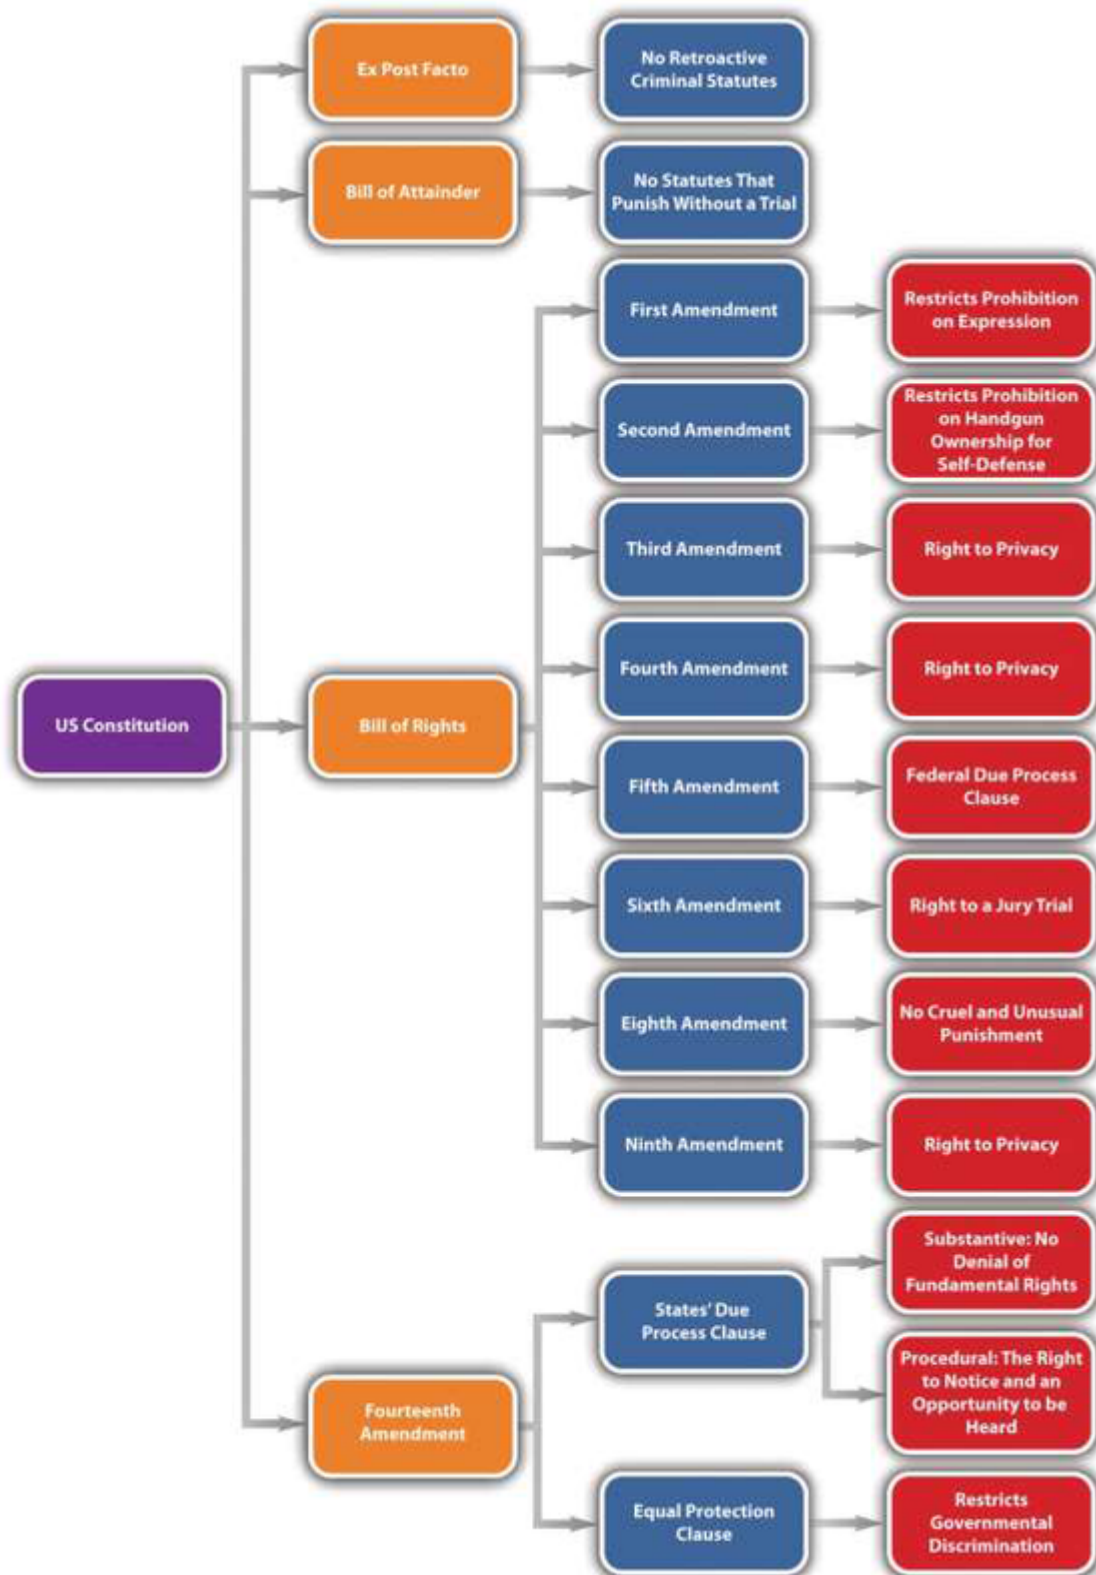 Ex Post Facto
No Retroactive
Criminal Statutes
Bill of Attainder
No Statutes That
Punish Without a Trial
First Amendment
Restricts Prohibition
on Expression
Second Amendment
Restricts Prohibition
on Handgun
Ownership for
Self-Defense
Third Amendment
Right to Privacy
Fourth Amendment
Right to Privacy
US Constitution
Bill of Rights
Fifth Amendment
Federal Due Process
Clause
Sixth Amendment
Right to a Jury Trial
Eighth Amendment
No Cruel and Unusual
Punishment
Ninth Amendment
Right to Privacy
Substantive: No
Denial of
Fundamental Rights
States' Due
Process Clause
Procedural: The Right
to Notice and an
Opportunity to be
Heard
Fourteenth
Amendment
Equal Protection
Clause
Restricts
Governmental
Discrimination